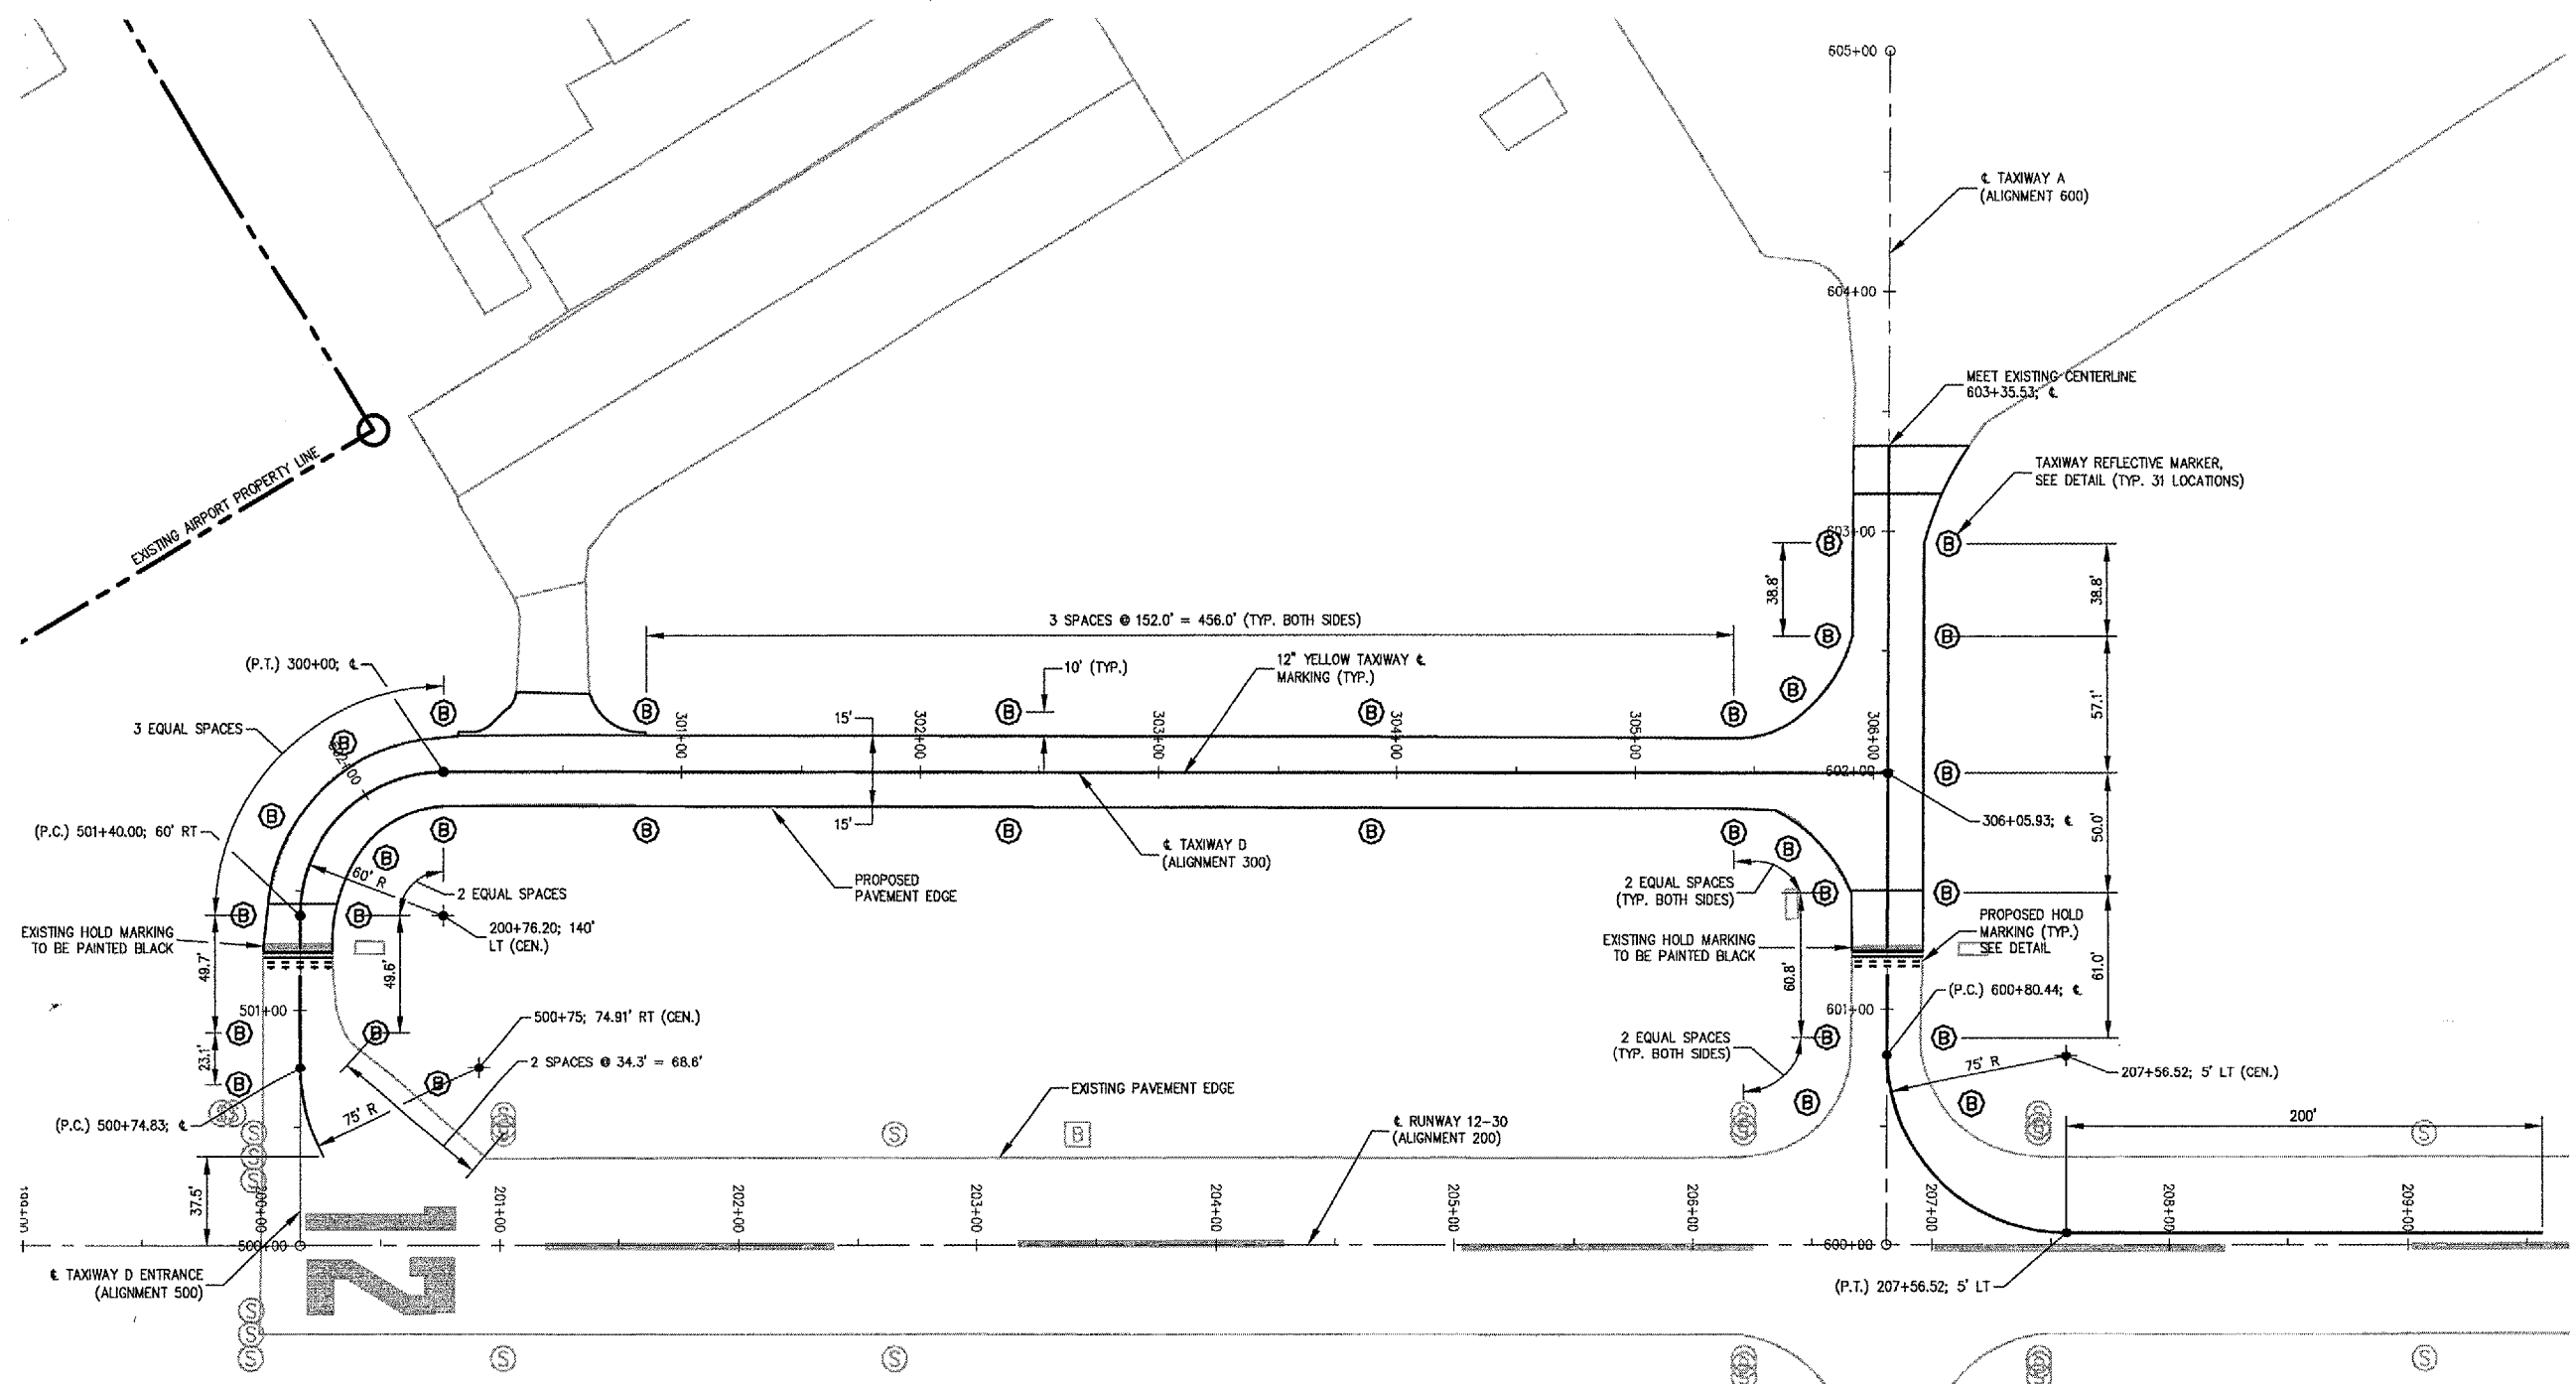 605+00
℄ TAXIWAY A
(ALIGNMENT 600)
604+00
MEET EXISTING CENTERLINE
603+35.53; ℄
TAXIWAY REFLECTIVE MARKER,
SEE DETAIL (TYP. 31 LOCATIONS)
EXISTING AIRPORT PROPERTY LINE
603+00
B
B
38.8'
38.8'
B
B
3 SPACES @ 152.0' = 456.0' (TYP. BOTH SIDES)
(P.T.) 300+00; ℄
10' (TYP.)
12" YELLOW TAXIWAY ℄
MARKING (TYP.)
57.1'
B
3 EQUAL SPACES
B
B
B
B
B
B
15'
301+00
302+00
303+00
304+00
305+00
306+00
602+00
B
B
306+05.93; ℄
(P.C.) 501+40.00; 60' RT
B
B
B
B
B
B
15'
50.0'
B
B
60' R
℄ TAXIWAY D
(ALIGNMENT 300)
PROPOSED
PAVEMENT EDGE
2 EQUAL SPACES
200+76.20; 140'
LT (CEN.)
2 EQUAL SPACES
(TYP. BOTH SIDES)
B
B
B
B
PROPOSED HOLD
MARKING (TYP.)
SEE DETAIL
EXISTING HOLD MARKING
TO BE PAINTED BLACK
49.7'
49.6'
EXISTING HOLD MARKING
TO BE PAINTED BLACK
60.8'
61.0'
(P.C.) 600+80.44; ℄
501+00
500+75; 74.91' RT (CEN.)
601+00
B
B
B
B
23.1'
2 SPACES @ 34.3' = 68.6'
2 EQUAL SPACES
(TYP. BOTH SIDES)
75' R
207+56.52; 5' LT (CEN.)
B
B
EXISTING PAVEMENT EDGE
B
B
(P.C.) 500+74.83; ℄
75' R
℄ RUNWAY 12-30
(ALIGNMENT 200)
200'
S
S
B
S
37.5'
200+00
201+00
202+00
203+00
204+00
205+00
206+00
207+00
208+00
209+00
500+00
600+00
12
℄ TAXIWAY D ENTRANCE
(ALIGNMENT 500)
(P.T.) 207+56.52; 5' LT
S
S
S
S
S
S